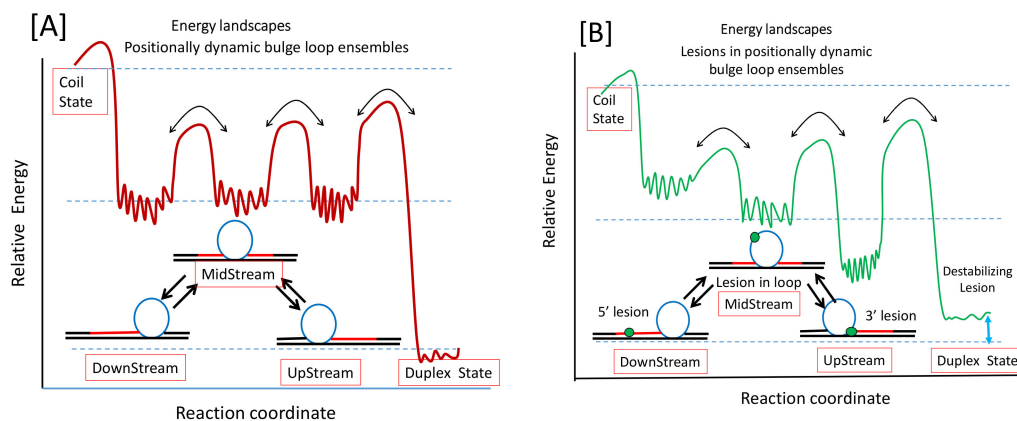 [A]
Energy landscapes
Positionally dynamic bulge loop ensembles
Coil
State
Relative Energy
MidStream
DownStream
UpStream
Duplex State
Reaction coordinate
[B]
Energy landscapes
Lesions in positionally dynamic
bulge loop ensembles
Coil
State
Relative Energy
Destabilizing
Lesion
Lesion in loop
MidStream
5’ lesion
3’ lesion
DownStream
UpStream
Duplex State
Reaction coordinate